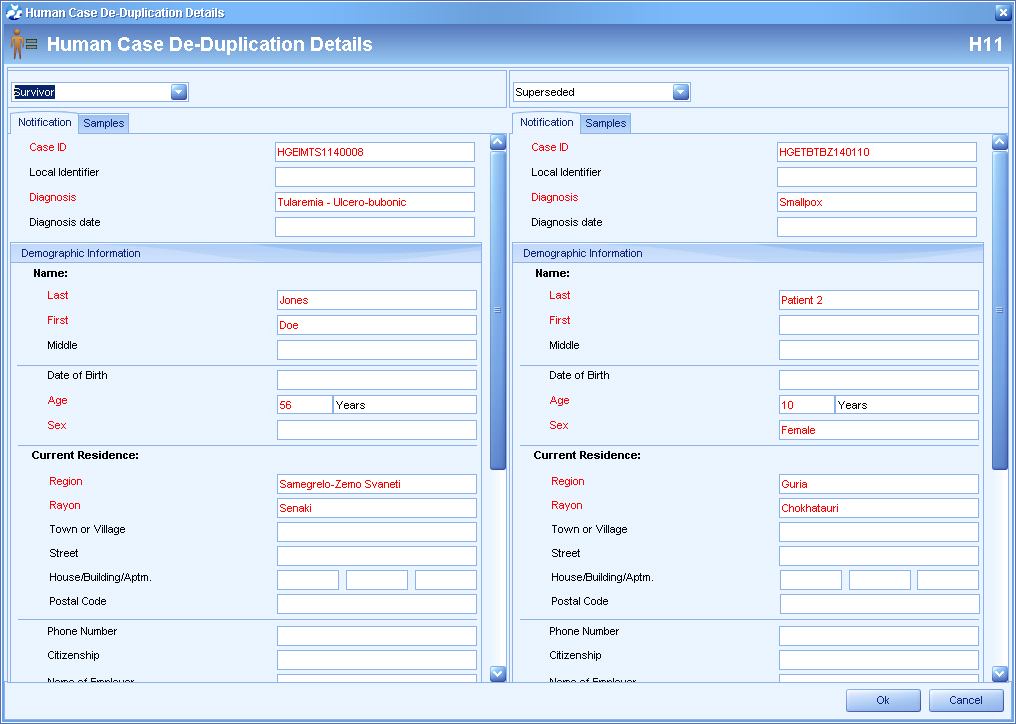 Human Case De-Duplication Details
Human Case De-Duplication Details H11
Survivor
Notification Samples
Case ID HGEIMTS1140008
Local Identifier
Diagnosis Tularemia - Ulcero-bubonic
Diagnosis date
Demographic Information
Name:
Last Jones
First Doe
Middle
Date of Birth
Age 56 Years
Sex
Current Residence:
Region Samegrelo-Zemo Svaneti
Rayon Senaki
Town or Village
Street
House/Building/Aptm.
Postal Code
Phone Number
Citizenship
Name of Employer
Superseded
Notification Samples
Case ID HGETBTBZ140110
Local Identifier
Diagnosis Smallpox
Diagnosis date
Demographic Information
Name:
Last Patient 2
First
Middle
Date of Birth
Age 10 Years
Sex Female
Current Residence:
Region Guria
Rayon Chokhatauri
Town or Village
Street
House/Building/Aptm.
Postal Code
Phone Number
Citizenship
Name of Employer
Ok Cancel